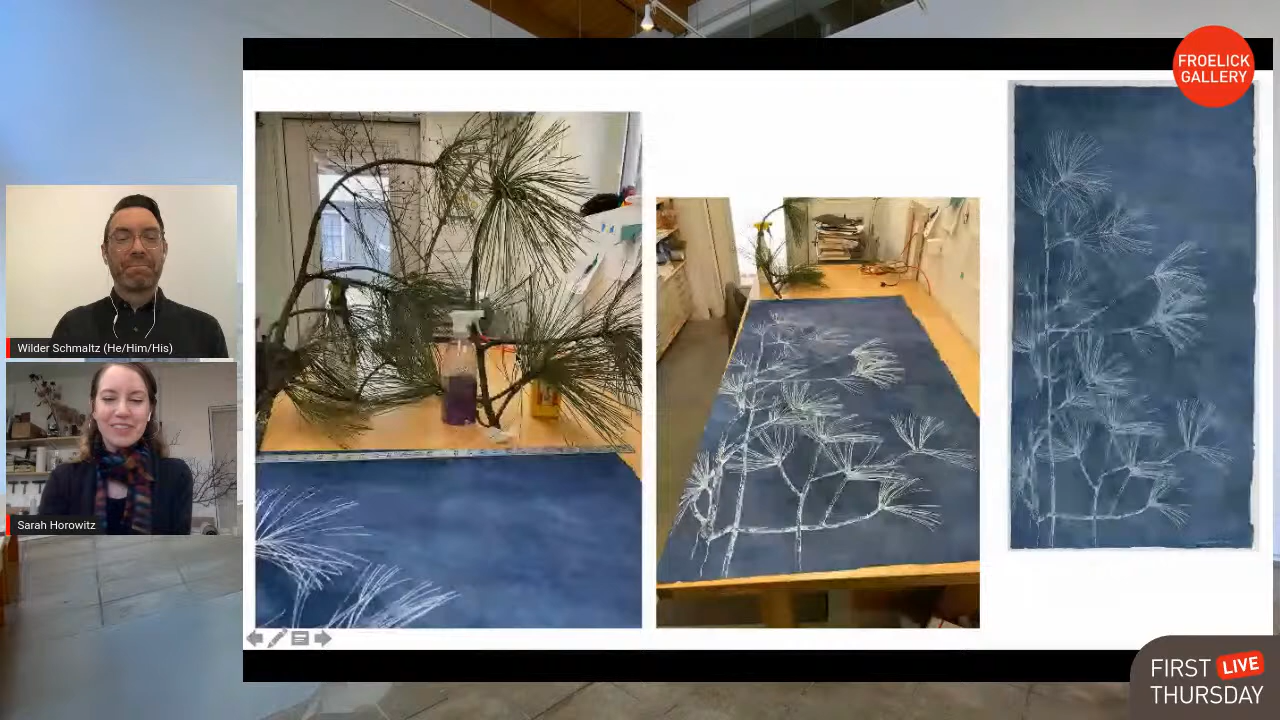 FROELICK
GALLERY
Wilder Schmaltz (He/Him/His)
Sarah Horowitz
FIRST LIVE
THURSDAY